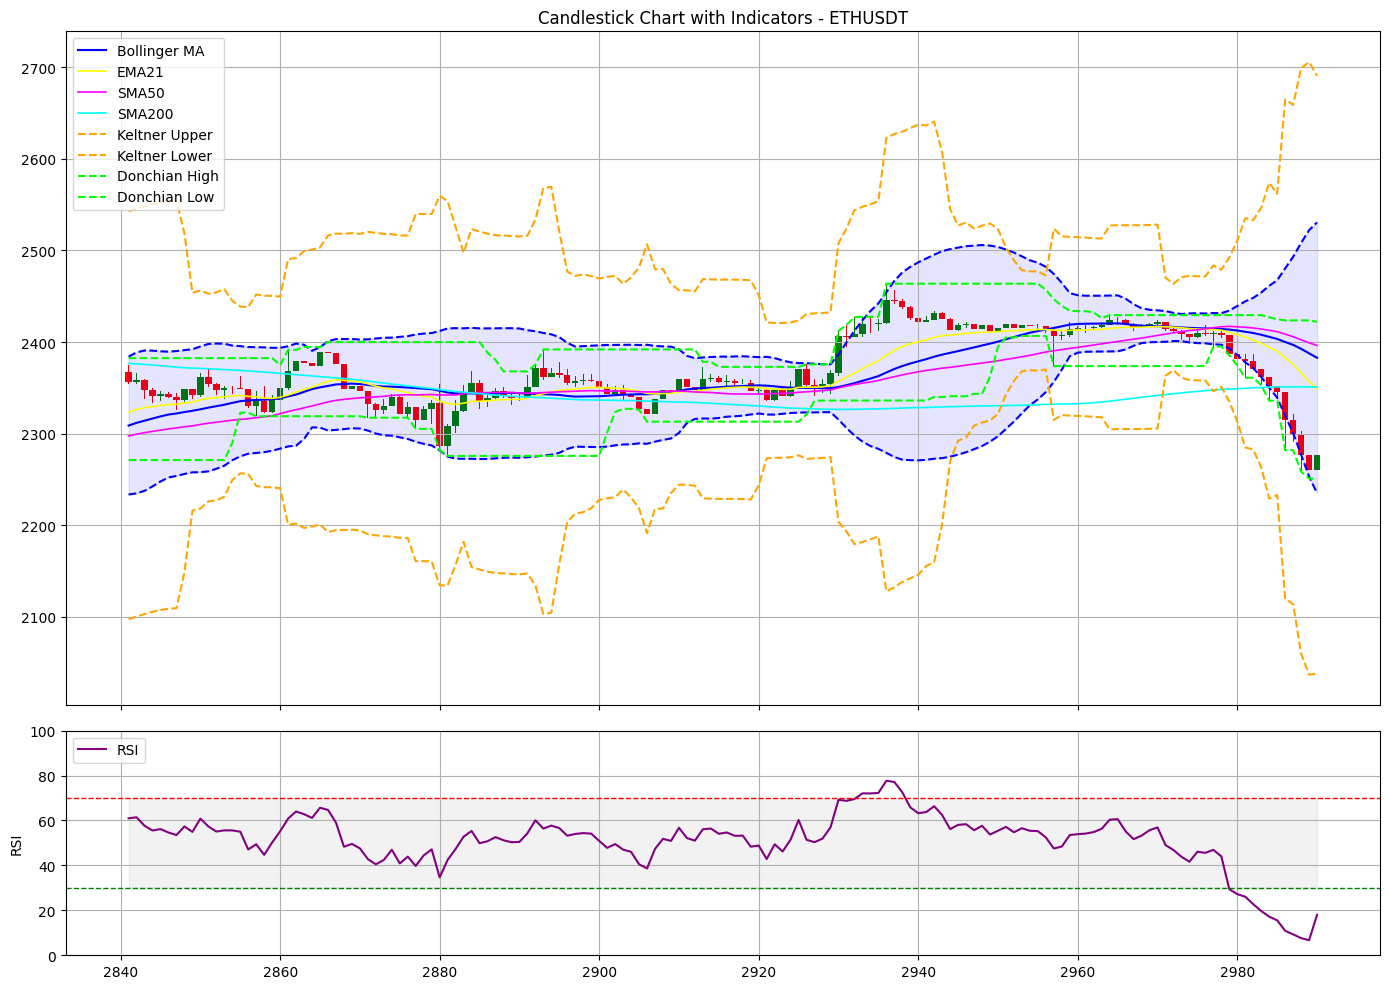 Candlestick Chart with Indicators - ETHUSDT
Bollinger MA
EMA21
SMA50
SMA200
Keltner Upper
Keltner Lower
Donchian High
Donchian Low
2700
2600
2500
2400
2300
2200
2100
RSI
100
80
60
40
20
0
RSI
2840 2860 2880 2900 2920 2940 2960 2980